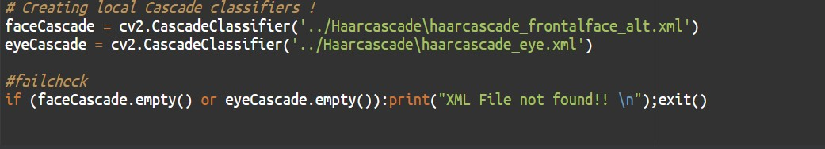 # Creating local Cascade classifiers !
faceCascade = cv2.CascadeClassifier('../Haarcascade\haarcascade_frontalface_alt.xml')
eyeCascade = cv2.CascadeClassifier('../Haarcascade\haarcascade_eye.xml')
#failcheck
if (faceCascade.empty() or eyeCascade.empty()):print("XML File not found!! \n");exit()